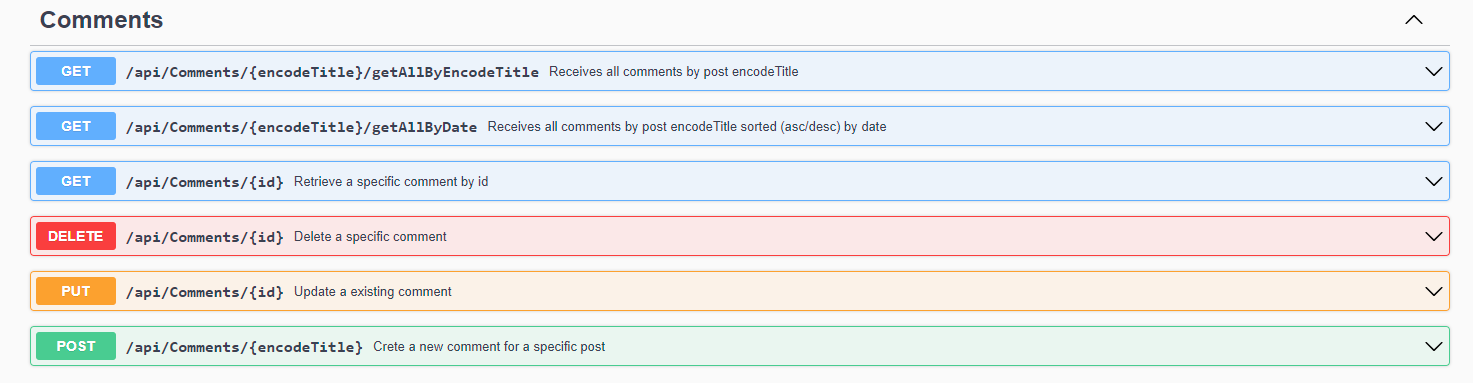 Comments
GET /api/Comments/{encodeTitle}/getAllByEncodeTitle Receives all comments by post encodeTitle
GET /api/Comments/{encodeTitle}/getAllByDate Receives all comments by post encodeTitle sorted (asc/desc) by date
GET /api/Comments/{id} Retrieve a specific comment by id
DELETE /api/Comments/{id} Delete a specific comment
PUT /api/Comments/{id} Update a existing comment
POST /api/Comments/{encodeTitle} Crete a new comment for a specific post